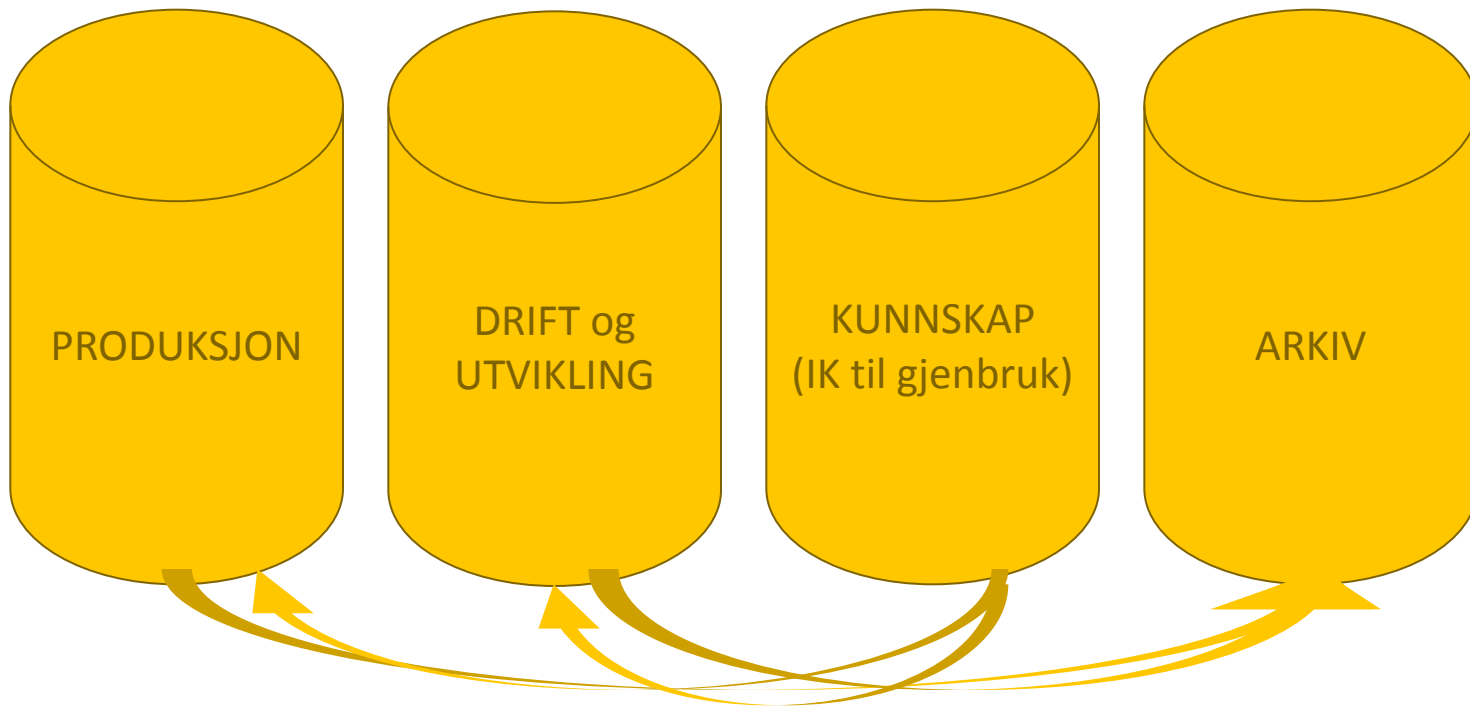 PRODUKSJON
DRIFT og
UTVIKLING
KUNNSKAP
(IK til gjenbruk)
ARKIV